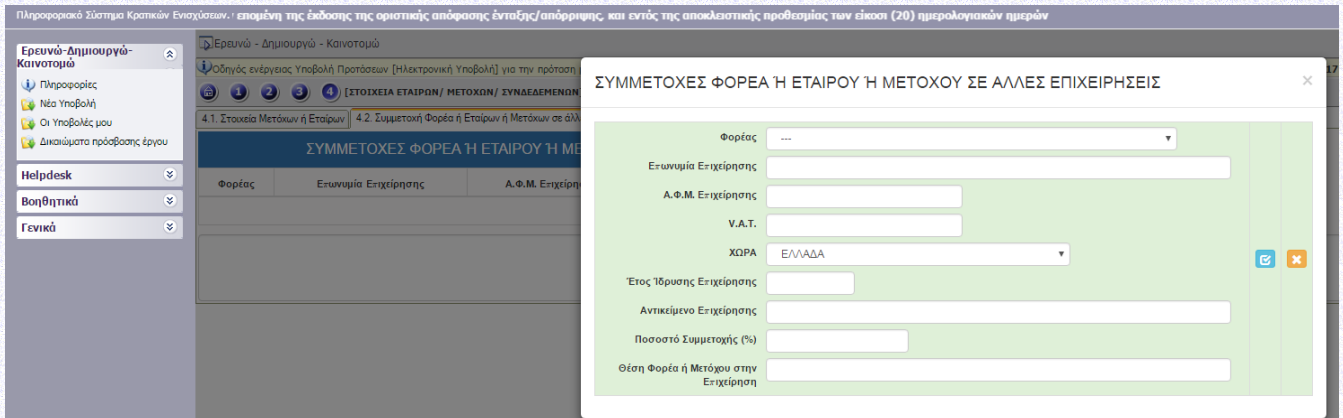 Πληροφοριακό Σύστημα Κρατικών Ενισχύσεων. επομένη της έκδοσης της οριστικής απόφασης ένταξης/απόρριψης, και εντός της αποκλειστικής προθεσμίας των είκοσι (20) ημερολογιακών ημερών
Ερευνώ-Δημιουργώ-
Καινοτομώ
Πληροφορίες
Νέα Υποβολή
Οι Υποβολές μου
Δικαιώματα πρόσβασης έργου
Helpdesk
Βοηθητικά
Γενικά
Ερευνώ - Δημιουργώ - Καινοτομώ
Οδηγός ενέργειας Υποβολή Προτάσεων [Ηλεκτρονική Υποβολή] για την πρόταση
17
1 2 3 4 [ΣΤΟΙΧΕΙΑ ΕΤΑΙΡΩΝ/ ΜΕΤΟΧΩΝ/ ΣΥΝΔΕΔΕΜΕΝΩΝ]
4.1. Στοιχεία Μετόχων ή Εταίρων 4.2. Συμμετοχή Φορέα ή Εταίρων ή Μετόχων σε άλλ
ΣΥΜΜΕΤΟΧΕΣ ΦΟΡΕΑ Ή ΕΤΑΙΡΟΥ Ή ΜΕ
Φορέας Επωνυμία Επιχείρησης Α.Φ.Μ. Επιχείρη
ΣΥΜΜΕΤΟΧΕΣ ΦΟΡΕΑ Ή ΕΤΑΙΡΟΥ Ή ΜΕΤΟΧΟΥ ΣΕ ΑΛΛΕΣ ΕΠΙΧΕΙΡΗΣΕΙΣ ×
Φορέας ---
Επωνυμία Επιχείρησης
Α.Φ.Μ. Επιχείρησης
V.A.T.
ΧΩΡΑ ΕΛΛΑΔΑ
Έτος Ίδρυσης Επιχείρησης
Αντικείμενο Επιχείρησης
Ποσοστό Συμμετοχής (%)
Θέση Φορέα ή Μετόχου στην
Επιχείρηση